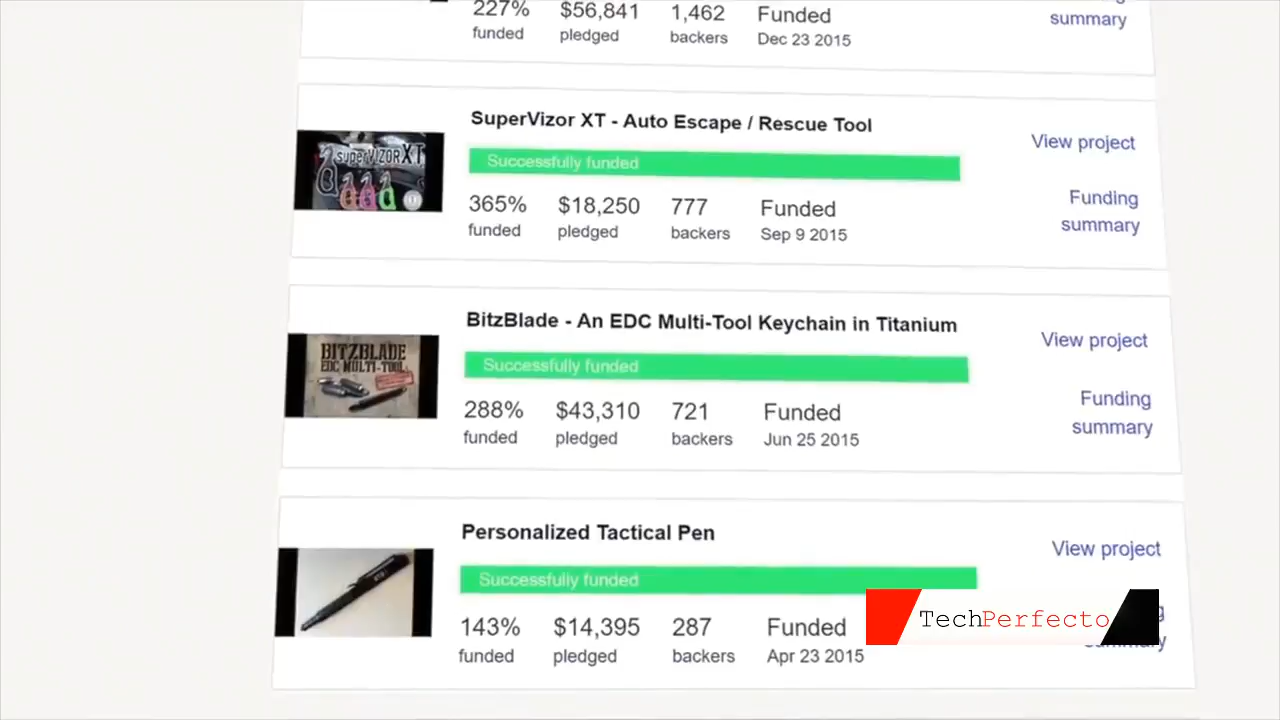 227% $56,841 1,462 Funded
funded pledged backers Dec 23 2015
summary
SuperVizor XT - Auto Escape / Rescue Tool
Successfully funded
View project
365% $18,250 777 Funded
funded pledged backers Sep 9 2015
Funding
summary
superVIZORXT
BitzBlade - An EDC Multi-Tool Keychain in Titanium
Successfully funded
View project
288% $43,310 721 Funded
funded pledged backers Jun 25 2015
Funding
summary
BITZBLADE
EDC MULTI-TOOL
Personalized Tactical Pen
Successfully funded
View project
143% $14,395 287 Funded
funded pledged backers Apr 23 2015
summary
TechPerfecto